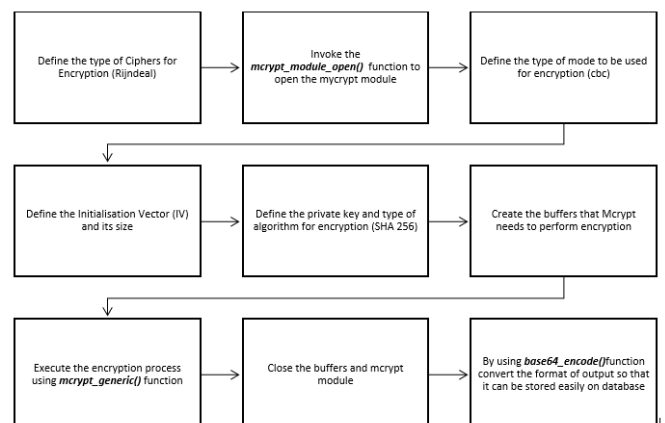 Define the type of Ciphers for
Encryption (Rijndeal)
Invoke the
mcrypt_module_open() function to
open the mycrypt module
Define the type of mode to be used
for encryption (cbc)
Define the Initialisation Vector (IV)
and its size
Define the private key and type of
algorithm for encryption (SHA 256)
Create the buffers that Mcrypt
needs to perform encryption
Execute the encryption process
using mcrypt_generic() function
Close the buffers and mcrypt
module
By using base64_encode()function
convert the format of output so that
it can be stored easily on database